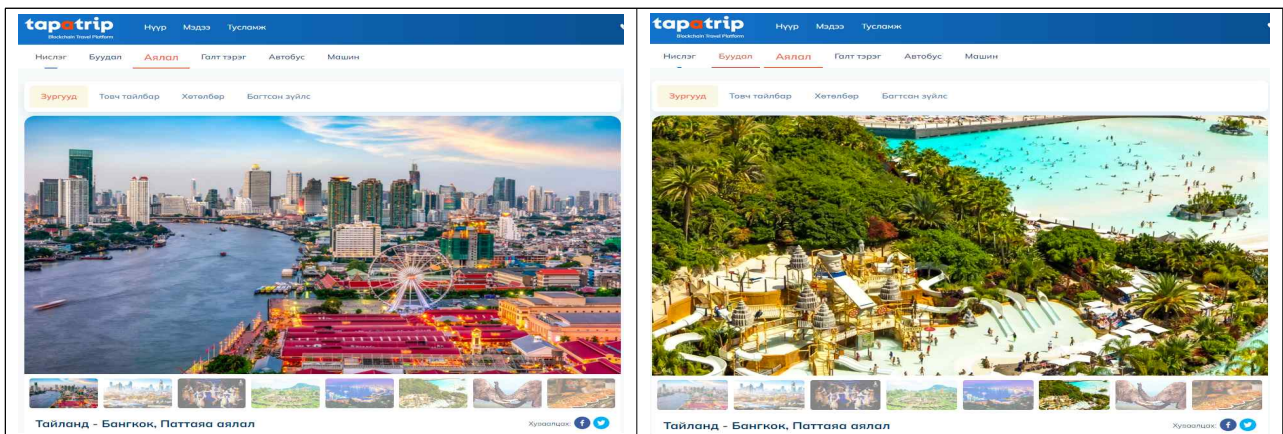 tapatrip
Blockchain Travel Platform
Нүүр Мэдээ Тусламж
Нислэг Буудал Аялал Галт тэрэг Автобус Машин
Зургууд Товч тайлбар Хөтөлбөр Багтсан зүйлс
Тайланд - Бангкок, Паттаяа аялал
Хуваалцах:
tapatrip
Blockchain Travel Platform
Нүүр Мэдээ Тусламж
Нислэг Буудал Аялал Галт тэрэг Автобус Машин
Зургууд Товч тайлбар Хөтөлбөр Багтсан зүйлс
Тайланд - Бангкок, Паттаяа аялал
Хуваалцах: